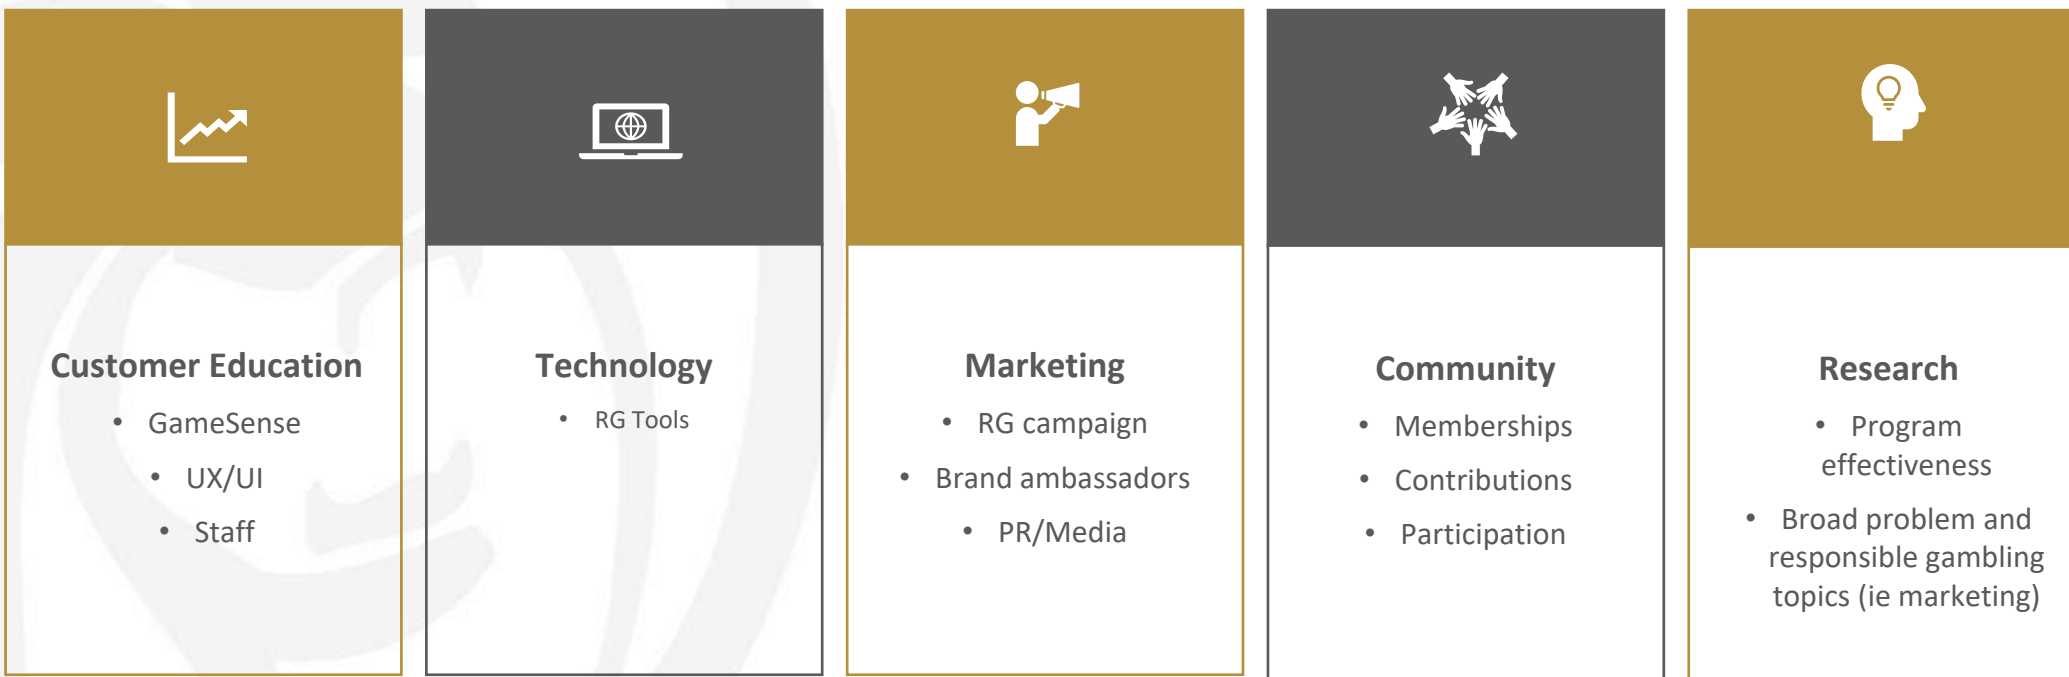 Customer Education
• GameSense
• UX/UI
• Staff
Technology
• RG Tools
Marketing
• RG campaign
• Brand ambassadors
• PR/Media
Community
• Memberships
• Contributions
• Participation
Research
• Program
effectiveness
• Broad problem and
responsible gambling
topics (ie marketing)